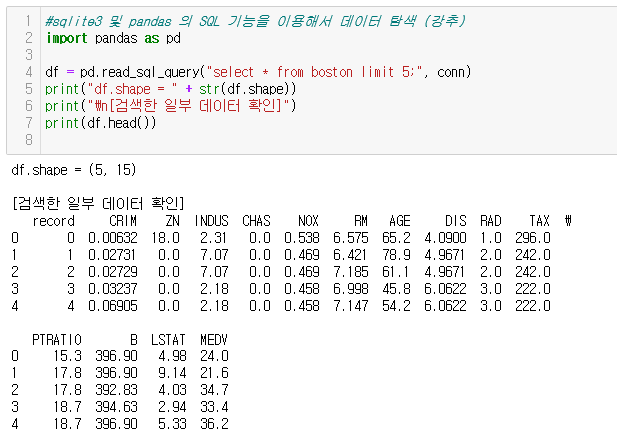 1 #sqlite3 및 pandas 의 SQL 기능을 이용해서 데이터 탐색 (강추)
2 import pandas as pd
3
4 df = pd.read_sql_query("select * from boston limit 5;", conn)
5 print("df.shape = " + str(df.shape))
6 print("₩n[검색한 일부 데이터 확인]")
7 print(df.head())
8
df.shape = (5, 15)
[검색한 일부 데이터 확인]
record CRIM ZN INDUS CHAS NOX RM AGE DIS RAD TAX ₩
0 0 0.00632 18.0 2.31 0.0 0.538 6.575 65.2 4.0900 1.0 296.0
1 1 0.02731 0.0 7.07 0.0 0.469 6.421 78.9 4.9671 2.0 242.0
2 2 0.02729 0.0 7.07 0.0 0.469 7.185 61.1 4.9671 2.0 242.0
3 3 0.03237 0.0 2.18 0.0 0.458 6.998 45.8 6.0622 3.0 222.0
4 4 0.06905 0.0 2.18 0.0 0.458 7.147 54.2 6.0622 3.0 222.0
PTRATIO B LSTAT MEDV
0 15.3 396.90 4.98 24.0
1 17.8 396.90 9.14 21.6
2 17.8 392.83 4.03 34.7
3 18.7 394.63 2.94 33.4
4 18.7 396.90 5.33 36.2